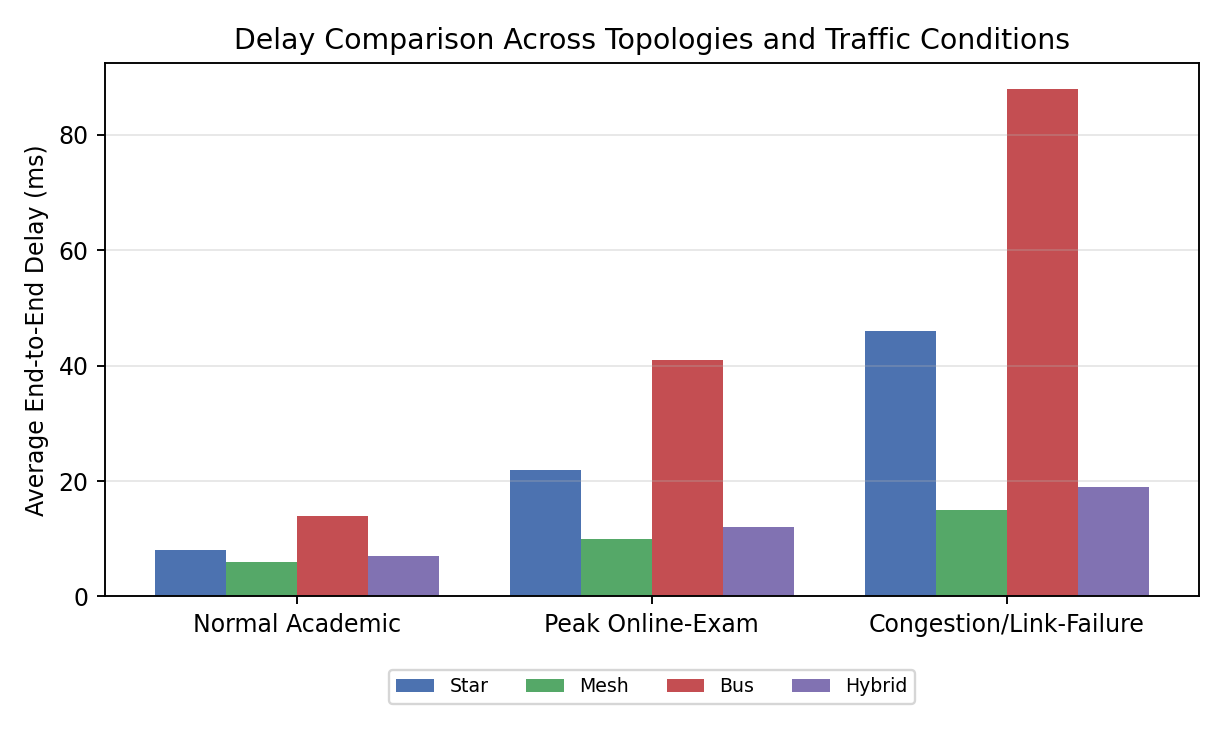 Delay Comparison Across Topologies and Traffic Conditions
Average End-to-End Delay (ms)
80
60
40
20
0
Normal Academic
Peak Online-Exam
Congestion/Link-Failure
Star
Mesh
Bus
Hybrid